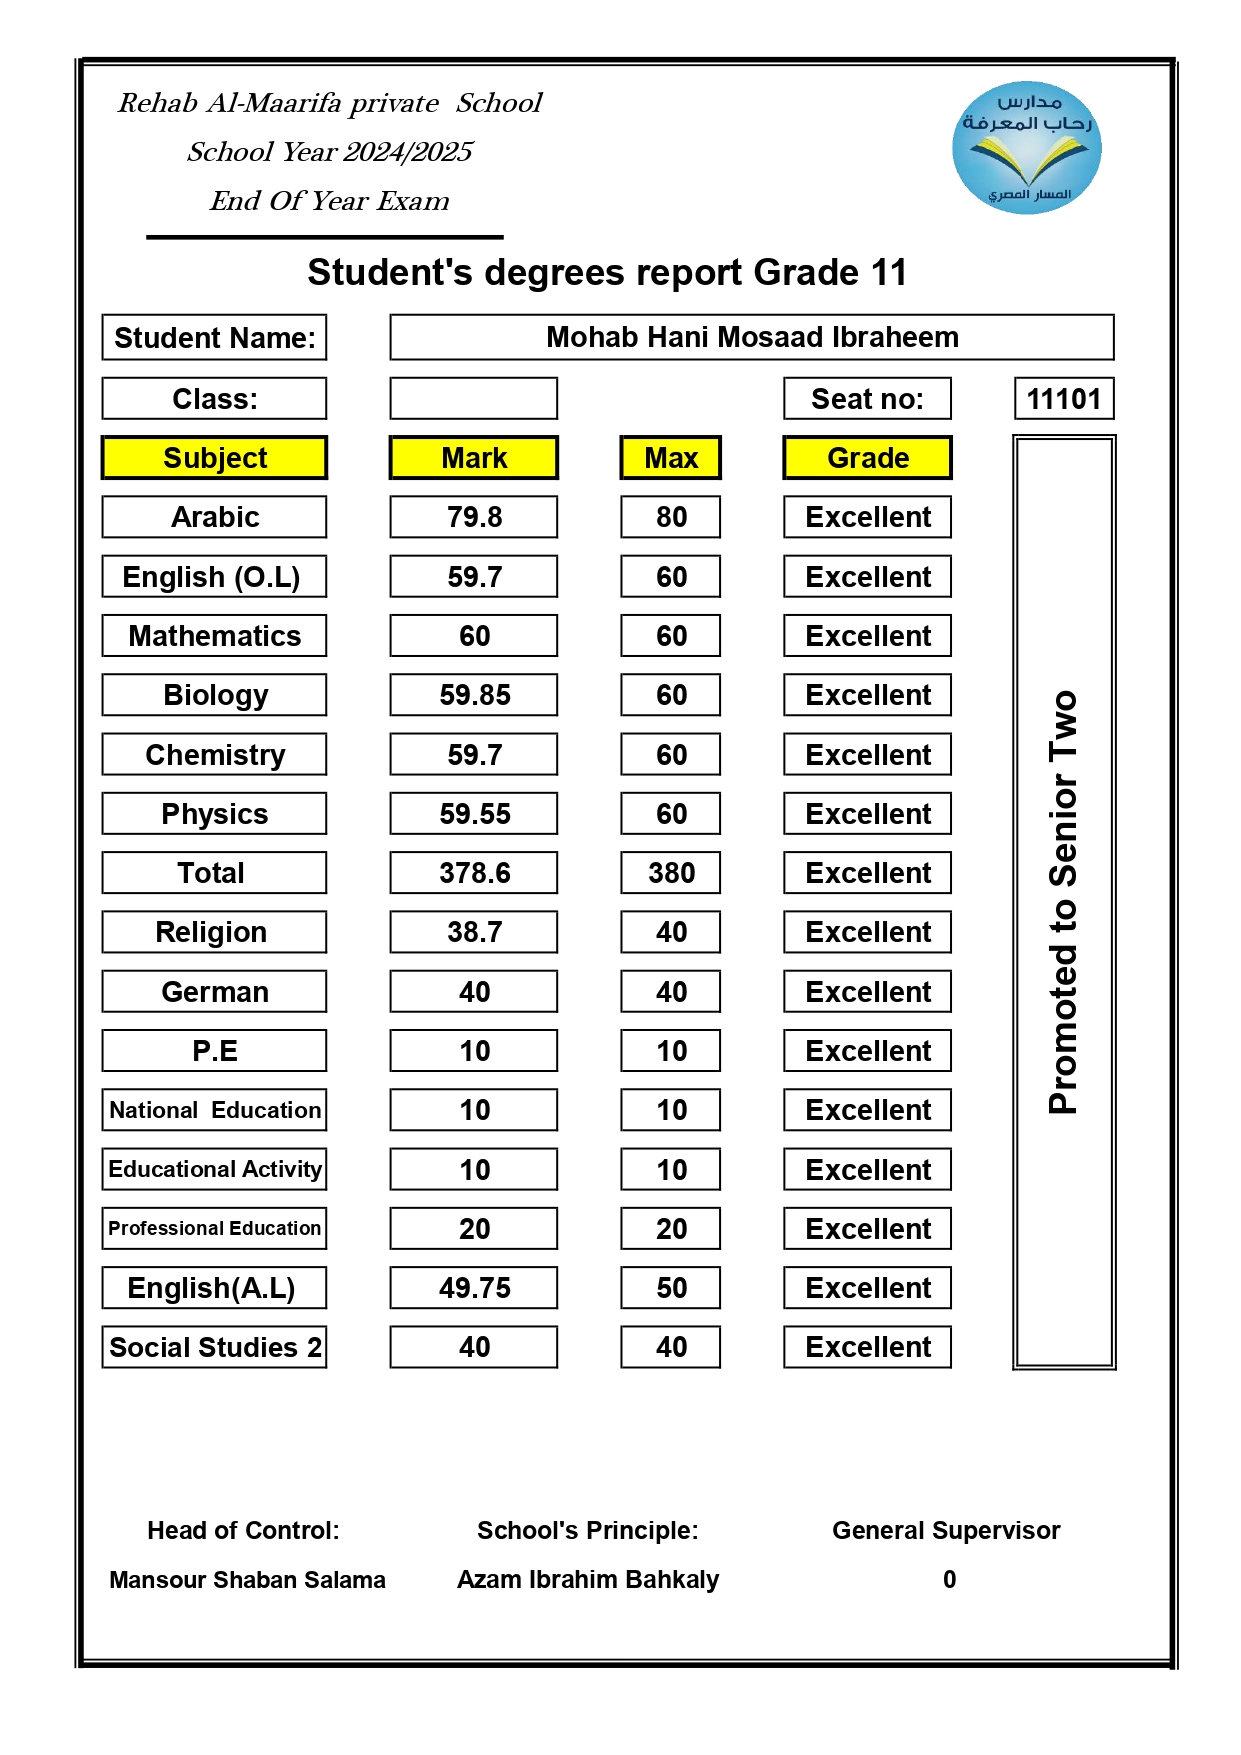 Rehab Al-Maarifa private School
School Year 2024/2025
End Of Year Exam
مدارس
رحاب المعرفة
المسار المصري
Student's degrees report Grade 11
Student Name: Mohab Hani Mosaad Ibraheem
Class: Seat no: 11101
Subject Mark Max Grade
Arabic 79.8 80 Excellent
English (O.L) 59.7 60 Excellent
Mathematics 60 60 Excellent
Biology 59.85 60 Excellent
Chemistry 59.7 60 Excellent
Physics 59.55 60 Excellent
Total 378.6 380 Excellent
Religion 38.7 40 Excellent
German 40 40 Excellent
P.E 10 10 Excellent
National Education 10 10 Excellent
Educational Activity 10 10 Excellent
Professional Education 20 20 Excellent
English(A.L) 49.75 50 Excellent
Social Studies 2 40 40 Excellent
Promoted to Senior Two
Head of Control: School's Principle: General Supervisor
Mansour Shaban Salama Azam Ibrahim Bahkaly 0